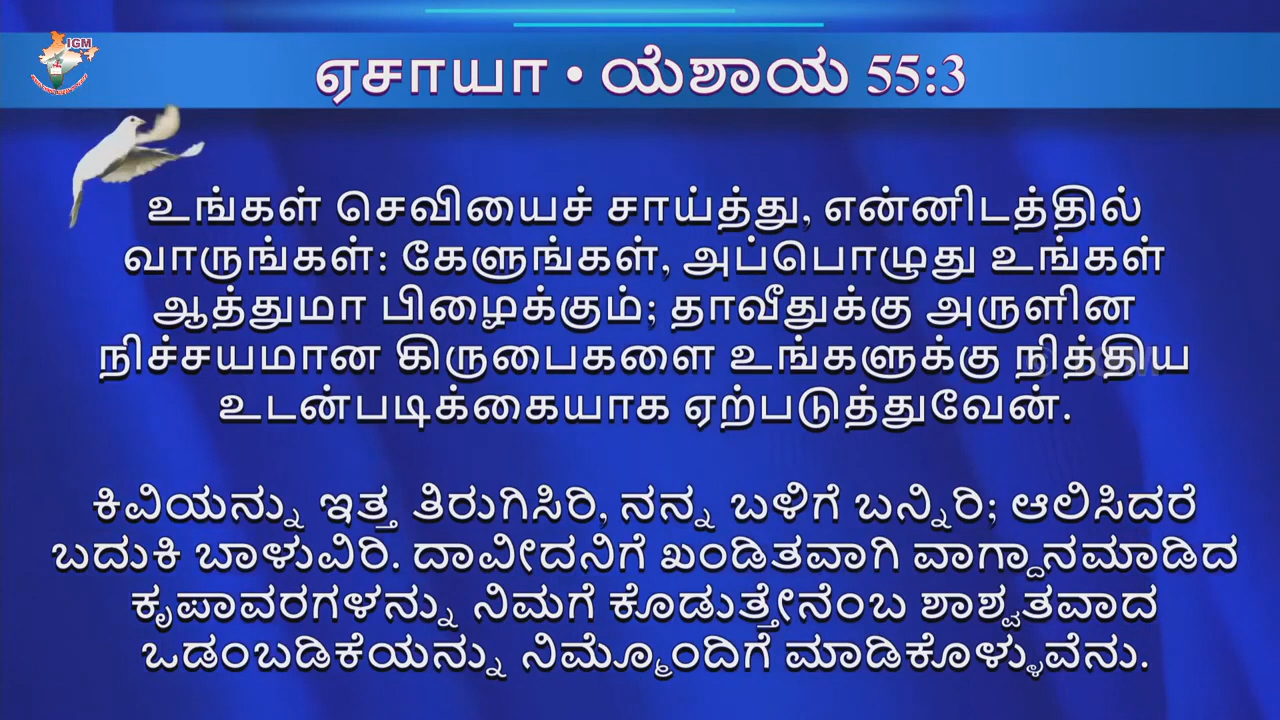 IGM
ஏசாயா • ಯೆಶಾಯ 55:3
உங்கள் செவியைச் சாய்த்து, என்னிடத்தில்
வாருங்கள்: கேளுங்கள், அப்பொழுது உங்கள்
ஆத்துமா பிழைக்கும்; தாவீதுக்கு அருளின
நிச்சயமான கிருபைகளை உங்களுக்கு நித்திய
உடன்படிக்கையாக ஏற்படுத்துவேன்.
ಕಿವಿಯನ್ನು ಇತ್ತ ತಿರುಗಿಸಿರಿ, ನನ್ನ ಬಳಿಗೆ ಬನ್ನಿರಿ; ಆಲಿಸಿದರೆ
ಬದುಕಿ ಬಾಳುವಿರಿ. ದಾವೀದನಿಗೆ ಖಂಡಿತವಾಗಿ ವಾಗ್ದಾನಮಾಡಿದ
ಕೃಪಾವರಗಳನ್ನು ನಿಮಗೆ ಕೊಡುತ್ತೇನೆಂಬ ಶಾಶ್ವತವಾದ
ಒಡಂಬಡಿಕೆಯನ್ನು ನಿಮ್ಮೊಂದಿಗೆ ಮಾಡಿಕೊಳ್ಳುವೆನು.